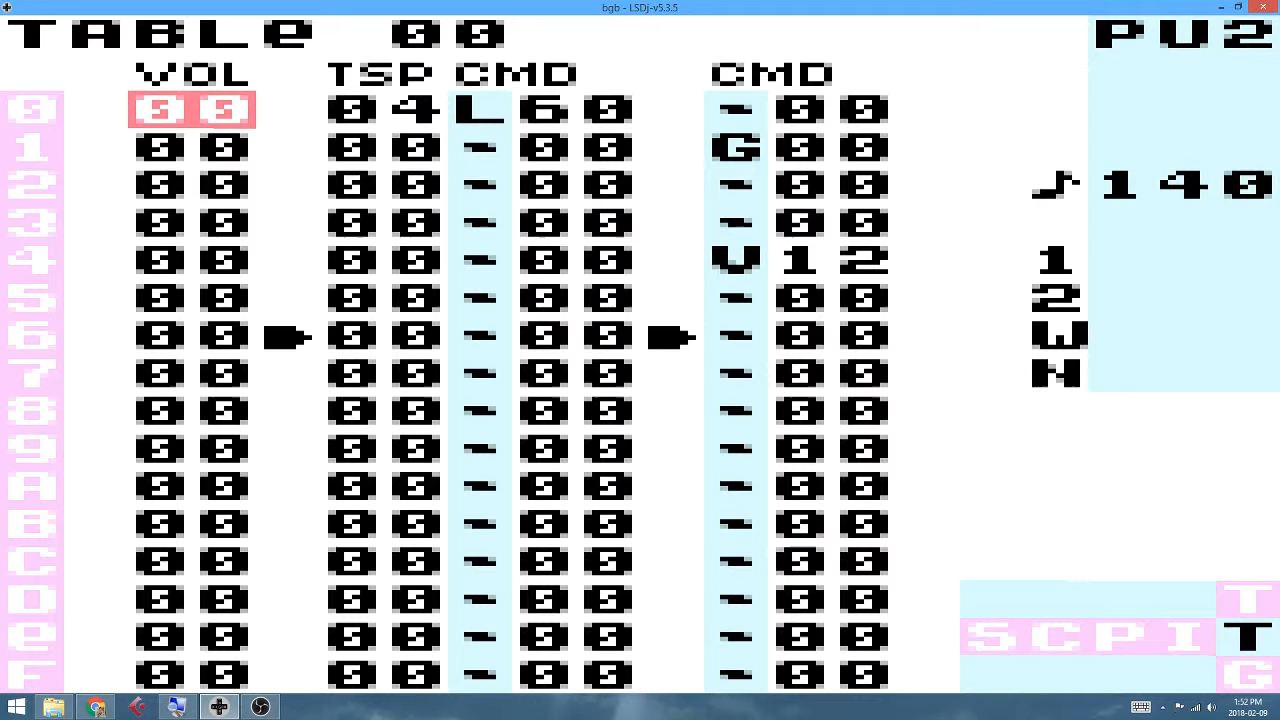 bgb - LSDj-v5.3.5
TABLe 00 PU2
VOL TSP CMD CMD
0 00 04 L60 -00
1 00 00 -00 G00
2 00 00 -00 -00 ♪140
3 00 00 -00 -00
4 00 00 -00 V12 1
5 00 00 -00 -00 2
6 00 00 -00 -00 W
7 00 00 -00 -00 N
8 00 00 -00 -00
9 00 00 -00 -00
A 00 00 -00 -00
B 00 00 -00 -00
C 00 00 -00 -00
D 00 00 -00 -00 T
e 00 00 -00 -00 SCPIT
F 00 00 -00 -00 G
1:52 PM
2018-02-09